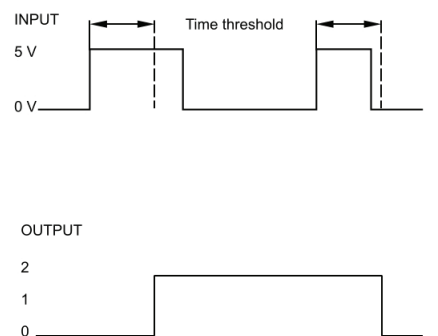 INPUT
Time threshold
5 V
0 V
OUTPUT
2
1
0